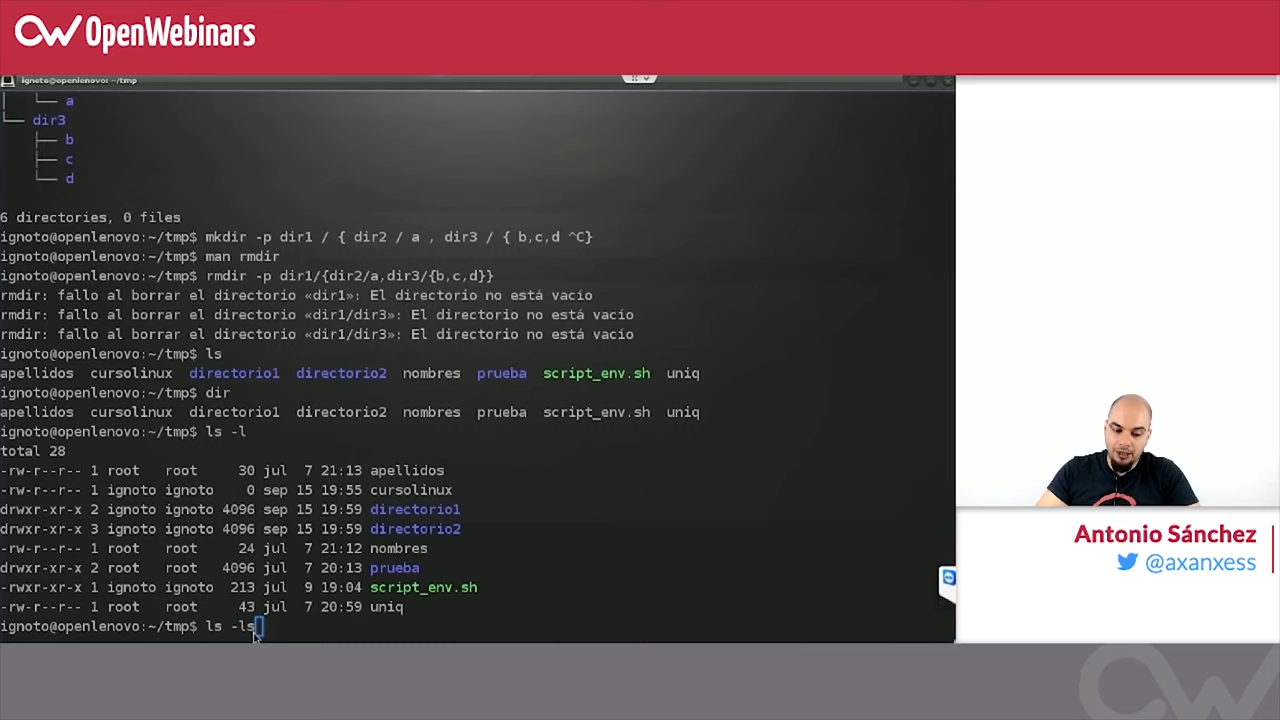 OpenWebinars
ignoto@openlenovo: ~/tmp
│   └── a
└── dir3
    ├── b
    ├── c
    └── d
6 directories, 0 files
ignoto@openlenovo:~/tmp$ mkdir -p dir1 / { dir2 / a , dir3 / { b,c,d ^C}
ignoto@openlenovo:~/tmp$ man rmdir
ignoto@openlenovo:~/tmp$ rmdir -p dir1/{dir2/a,dir3/{b,c,d}}
rmdir: fallo al borrar el directorio «dir1»: El directorio no está vacío
rmdir: fallo al borrar el directorio «dir1/dir3»: El directorio no está vacío
rmdir: fallo al borrar el directorio «dir1/dir3»: El directorio no está vacío
ignoto@openlenovo:~/tmp$ ls
apellidos  cursolinux  directorio1  directorio2  nombres  prueba  script_env.sh  uniq
ignoto@openlenovo:~/tmp$ dir
apellidos  cursolinux  directorio1  directorio2  nombres  prueba  script_env.sh  uniq
ignoto@openlenovo:~/tmp$ ls -l
total 28
-rw-r--r-- 1 root   root     30 jul  7 21:13 apellidos
-rw-r--r-- 1 ignoto ignoto    0 sep 15 19:55 cursolinux
drwxr-xr-x 2 ignoto ignoto 4096 sep 15 19:59 directorio1
drwxr-xr-x 3 ignoto ignoto 4096 sep 15 19:59 directorio2
-rw-r--r-- 1 root   root     24 jul  7 21:12 nombres
drwxr-xr-x 2 root   root   4096 jul  7 20:13 prueba
-rwxr-xr-x 1 ignoto ignoto  213 jul  9 19:04 script_env.sh
-rw-r--r-- 1 root   root     43 jul  7 20:59 uniq
ignoto@openlenovo:~/tmp$ ls -ls
Antonio Sánchez
@axanxess